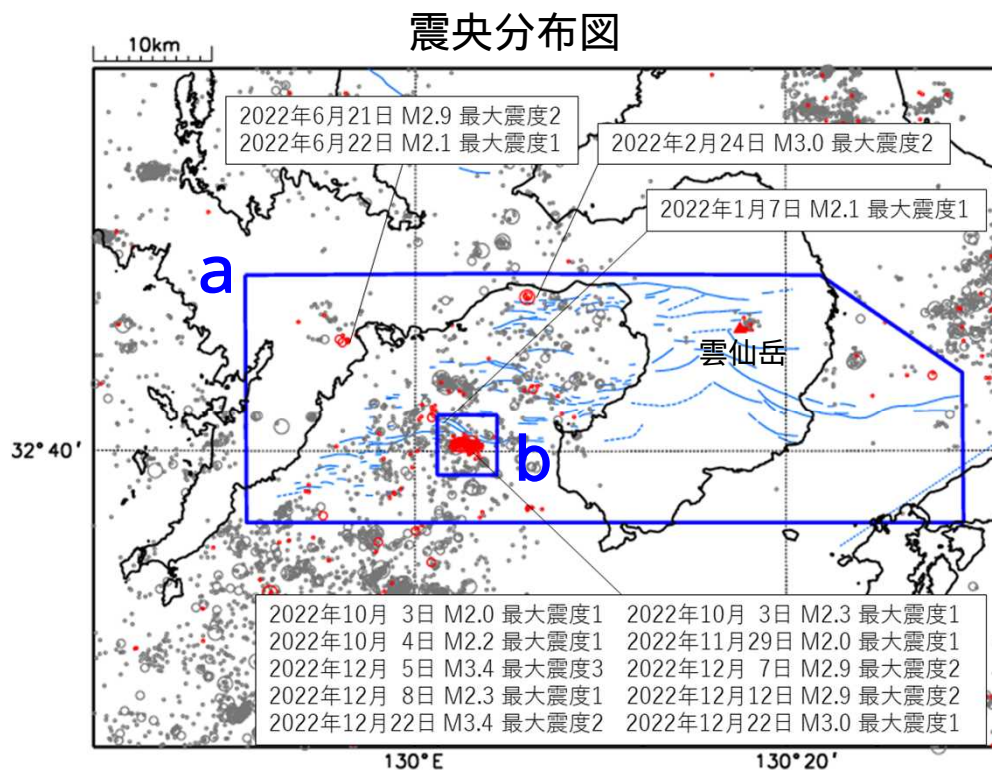 震央分布図
10km
2022年6月21日 M2.9 最大震度2
2022年6月22日 M2.1 最大震度1
2022年2月24日 M3.0 最大震度2
2022年1月7日 M2.1 最大震度1
a
雲仙岳
32°40'
b
2022年10月 3日 M2.0 最大震度1 2022年10月 3日 M2.3 最大震度1
2022年10月 4日 M2.2 最大震度1 2022年11月29日 M2.0 最大震度1
2022年12月 5日 M3.4 最大震度3 2022年12月 7日 M2.9 最大震度2
2022年12月 8日 M2.3 最大震度1 2022年12月12日 M2.9 最大震度2
2022年12月22日 M3.4 最大震度2 2022年12月22日 M3.0 最大震度1
130°E 130°20'